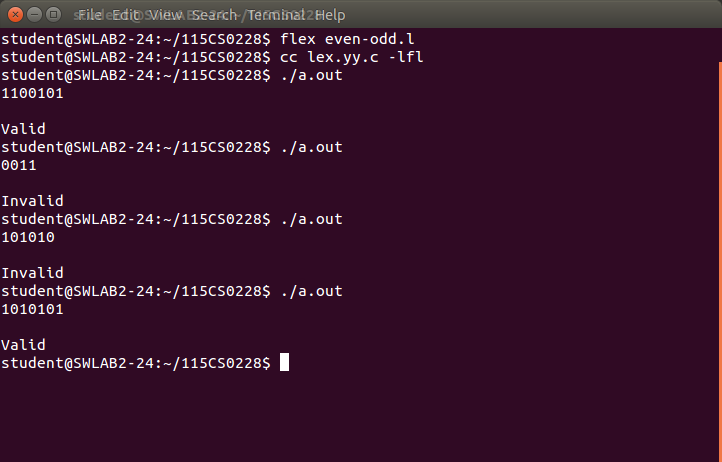 File Edit View Search Terminal Help
student@SWLAB2-24:~/115CS0228$ flex even-odd.l
student@SWLAB2-24:~/115CS0228$ cc lex.yy.c -lfl
student@SWLAB2-24:~/115CS0228$ ./a.out
1100101
Valid
student@SWLAB2-24:~/115CS0228$ ./a.out
0011
Invalid
student@SWLAB2-24:~/115CS0228$ ./a.out
101010
Invalid
student@SWLAB2-24:~/115CS0228$ ./a.out
1010101
Valid
student@SWLAB2-24:~/115CS0228$